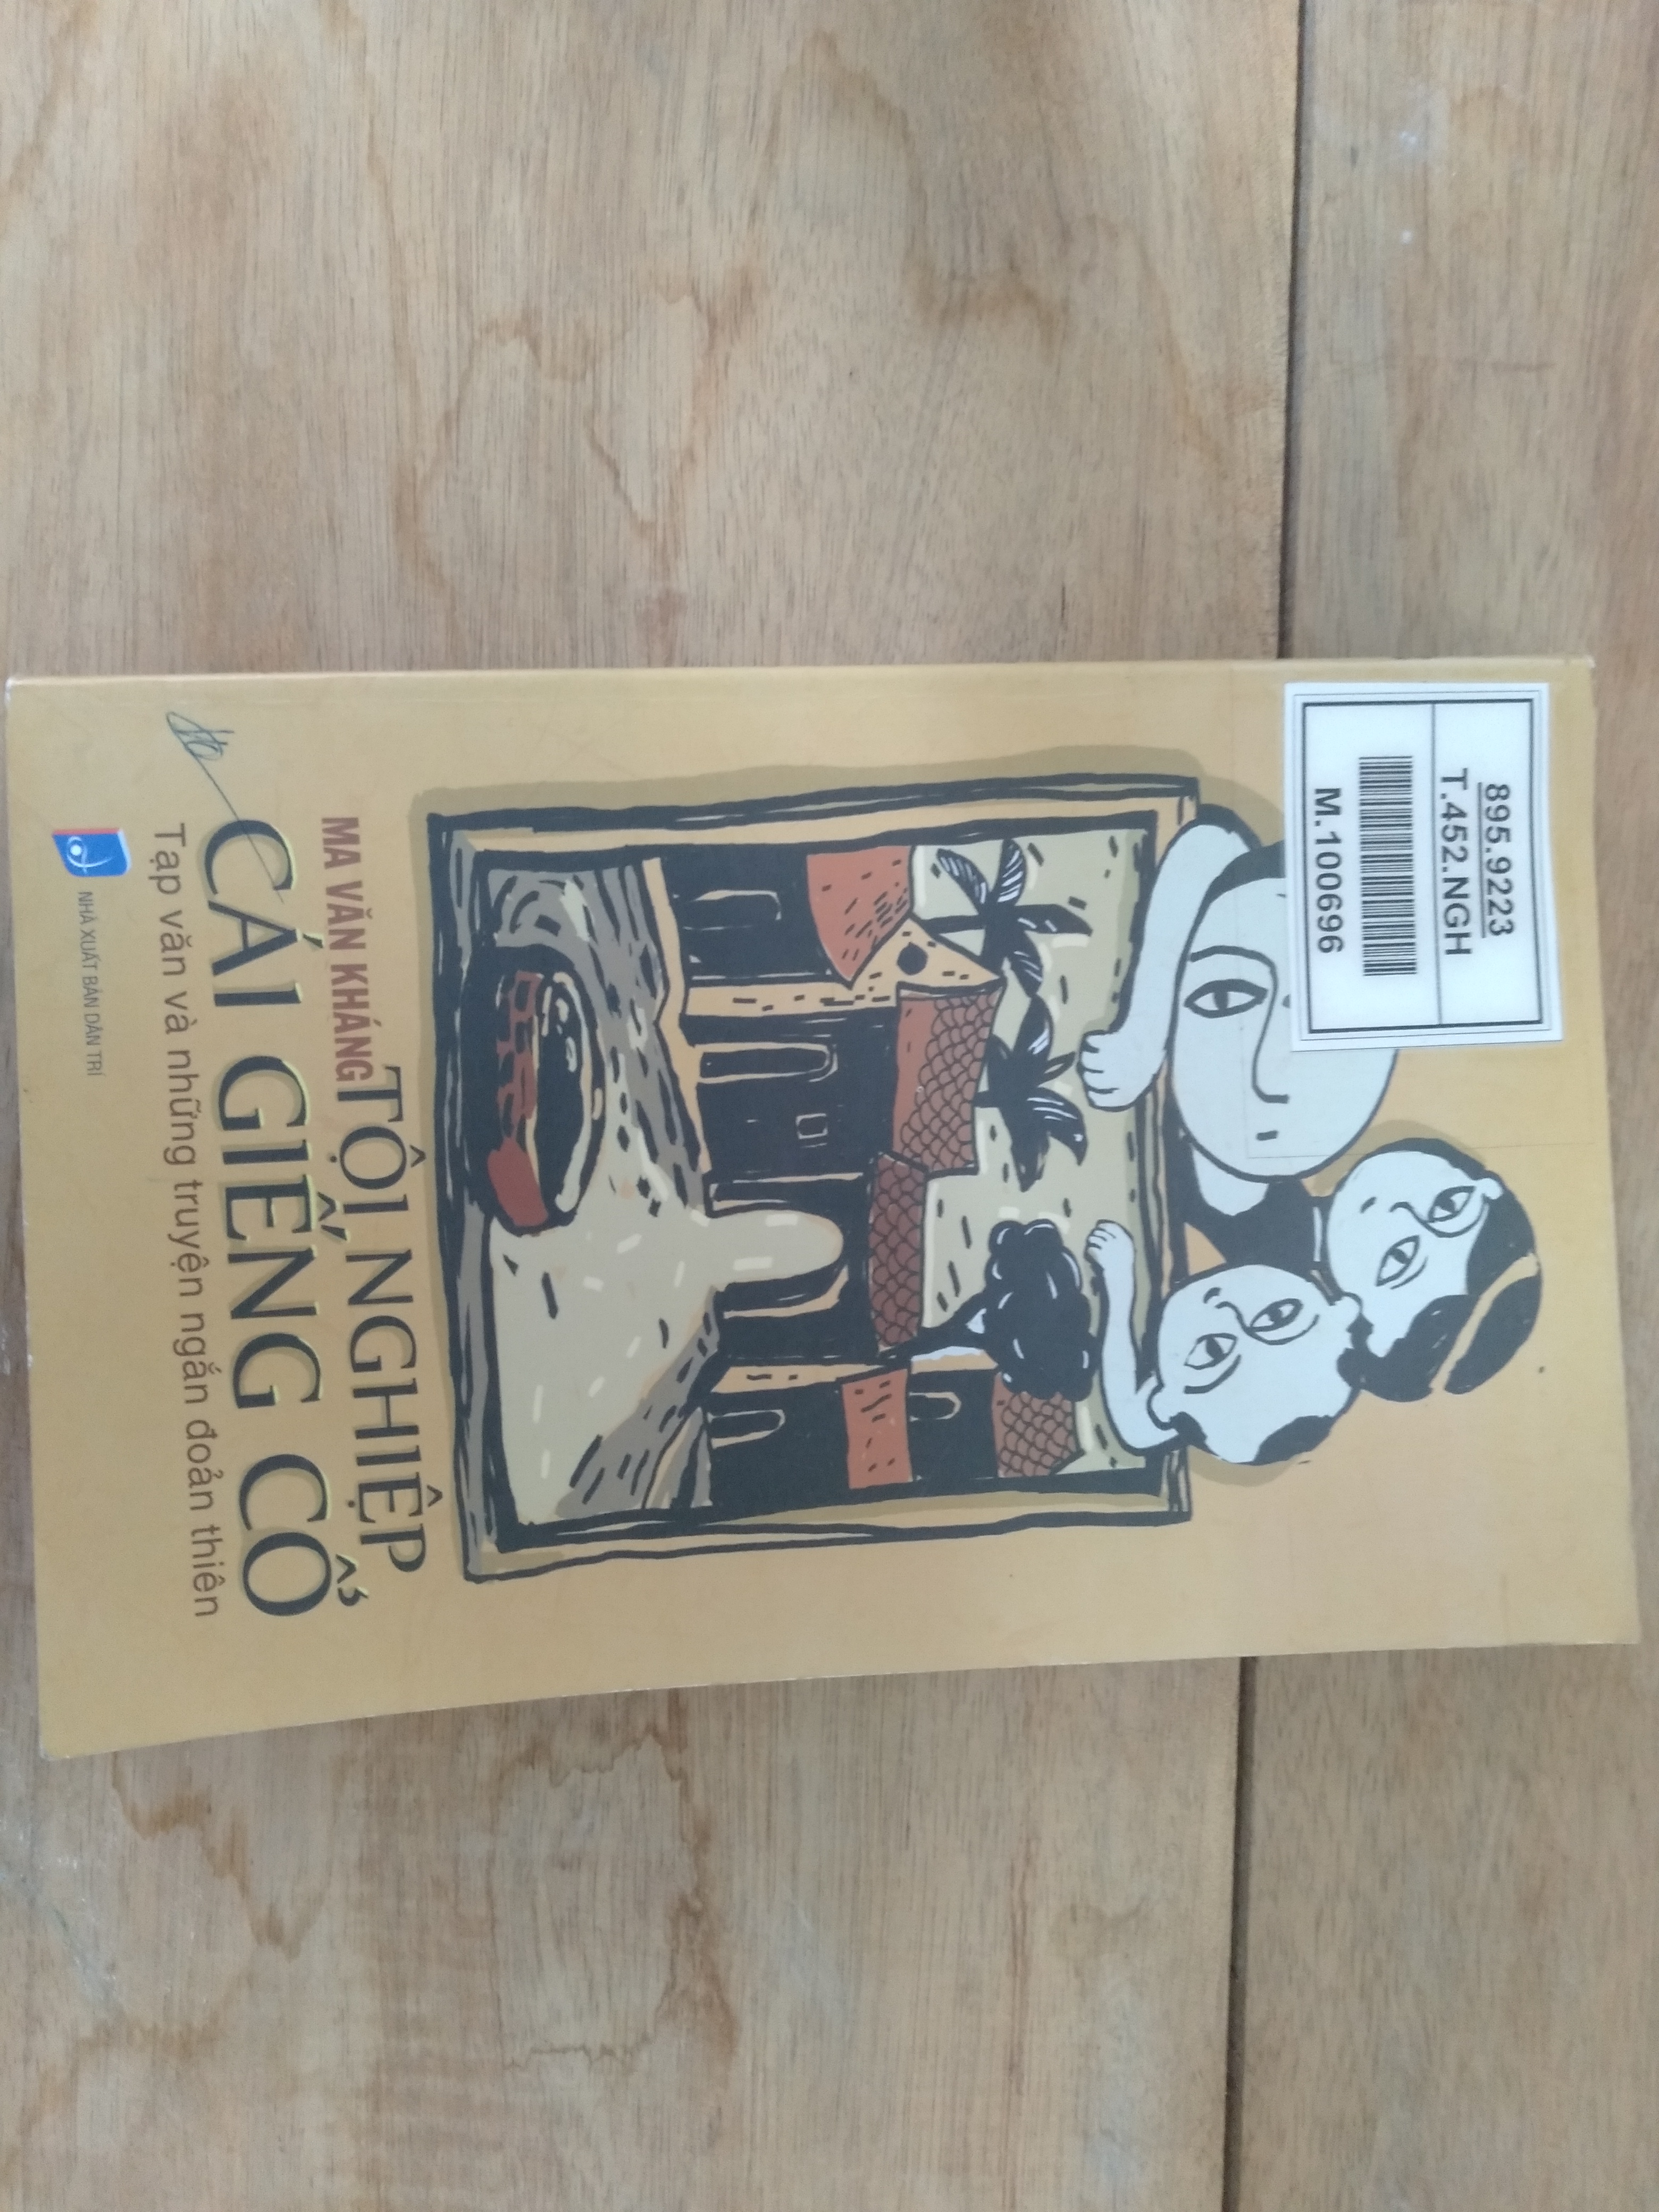 895.9223
T.452.NGH
M.100696
MA VĂN KHÁNG TỘI NGHIỆP
CÁI GIẾNG CỔ
Tạp văn và những truyện ngắn đoản thiên
NHÀ XUẤT BẢN DÂN TRÍ